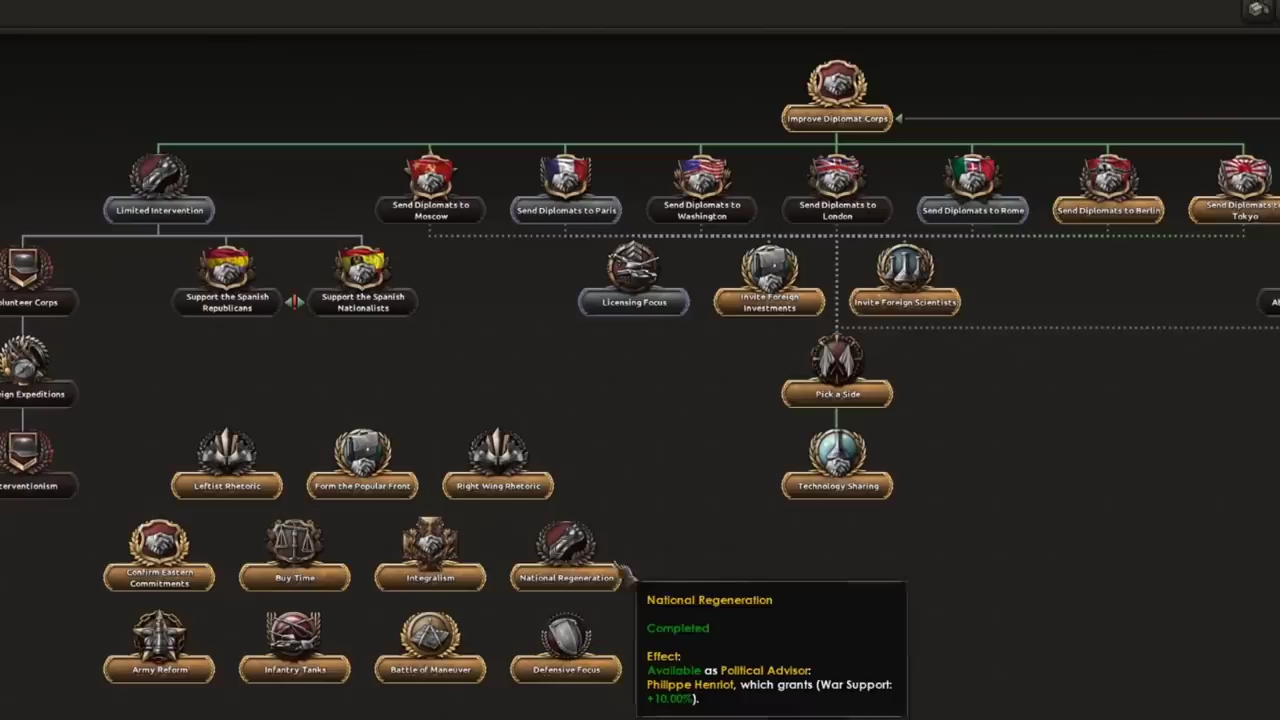 Improve Diplomat Corps
Limited Intervention
Send Diplomats to
Moscow
Send Diplomats to Paris
Send Diplomats to
Washington
Send Diplomats to
London
Send Diplomats to Rome
Send Diplomats to Berlin
Send Diplomats to
Tokyo
olunteer Corps
Support the Spanish
Republicans
Support the Spanish
Nationalists
Licensing Focus
Invite Foreign
Investments
Invite Foreign Scientists
eign Expeditions
Pick a Side
terventionism
Leftist Rhetoric
Form the Popular Front
Right Wing Rhetoric
Technology Sharing
Confirm Eastern
Commitments
Buy Time
Integralism
National Regeneration
Army Reform
Infantry Tanks
Battle of Maneuver
Defensive Focus
National Regeneration
Completed
Effect:
Available as Political Advisor:
Philippe Henriot, which grants (War Support:
+10.00%).